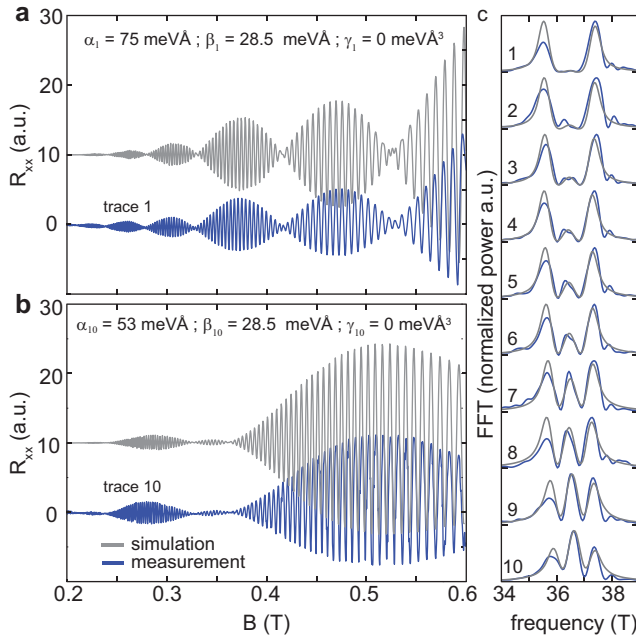 a
α₁ = 75 meVÅ ; β₁ = 28.5 meVÅ ; γ₁ = 0 meVÅ³
30
20
10
0
Rxx (a.u.)
trace 1
b
α₁₀ = 53 meVÅ ; β₁₀ = 28.5 meVÅ ; γ₁₀ = 0 meVÅ³
30
20
10
0
Rxx (a.u.)
trace 10
simulation
measurement
0.2 0.3 0.4 0.5 0.6
B (T)
c
FFT (normalized power a.u.)
1
2
3
4
5
6
7
8
9
10
34 36 38
frequency (T)